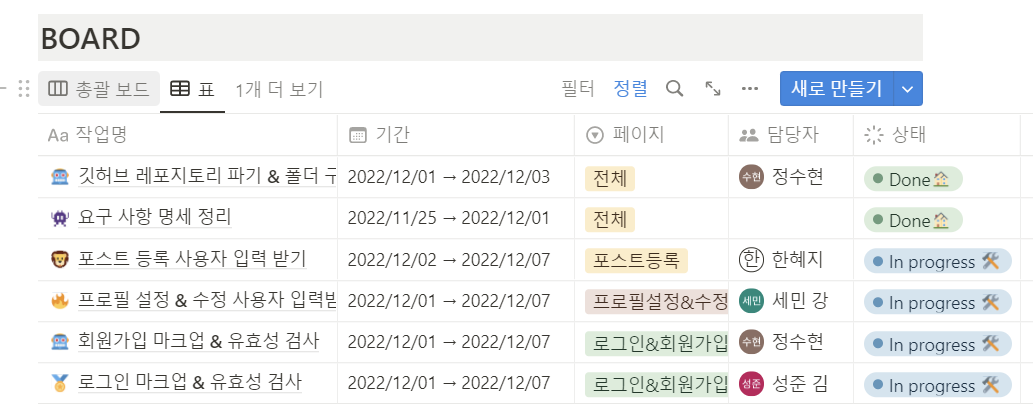 BOARD
총괄 보드 표 1개 더 보기 필터 정렬 새로 만들기
Aa 작업명 기간 페이지 담당자 상태
깃허브 레포지토리 파기 & 폴더 구 2022/12/01 → 2022/12/03 전체 수현 정수현 Done
요구 사항 명세 정리 2022/11/25 → 2022/12/01 전체 Done
포스트 등록 사용자 입력 받기 2022/12/02 → 2022/12/07 포스트등록 한 한혜지 In progress
프로필 설정 & 수정 사용자 입력받 2022/12/01 → 2022/12/07 프로필설정&수정 세민 세민 강 In progress
회원가입 마크업 & 유효성 검사 2022/12/01 → 2022/12/07 로그인&회원가입 수현 정수현 In progress
로그인 마크업 & 유효성 검사 2022/12/01 → 2022/12/07 로그인&회원가입 성준 성준 김 In progress